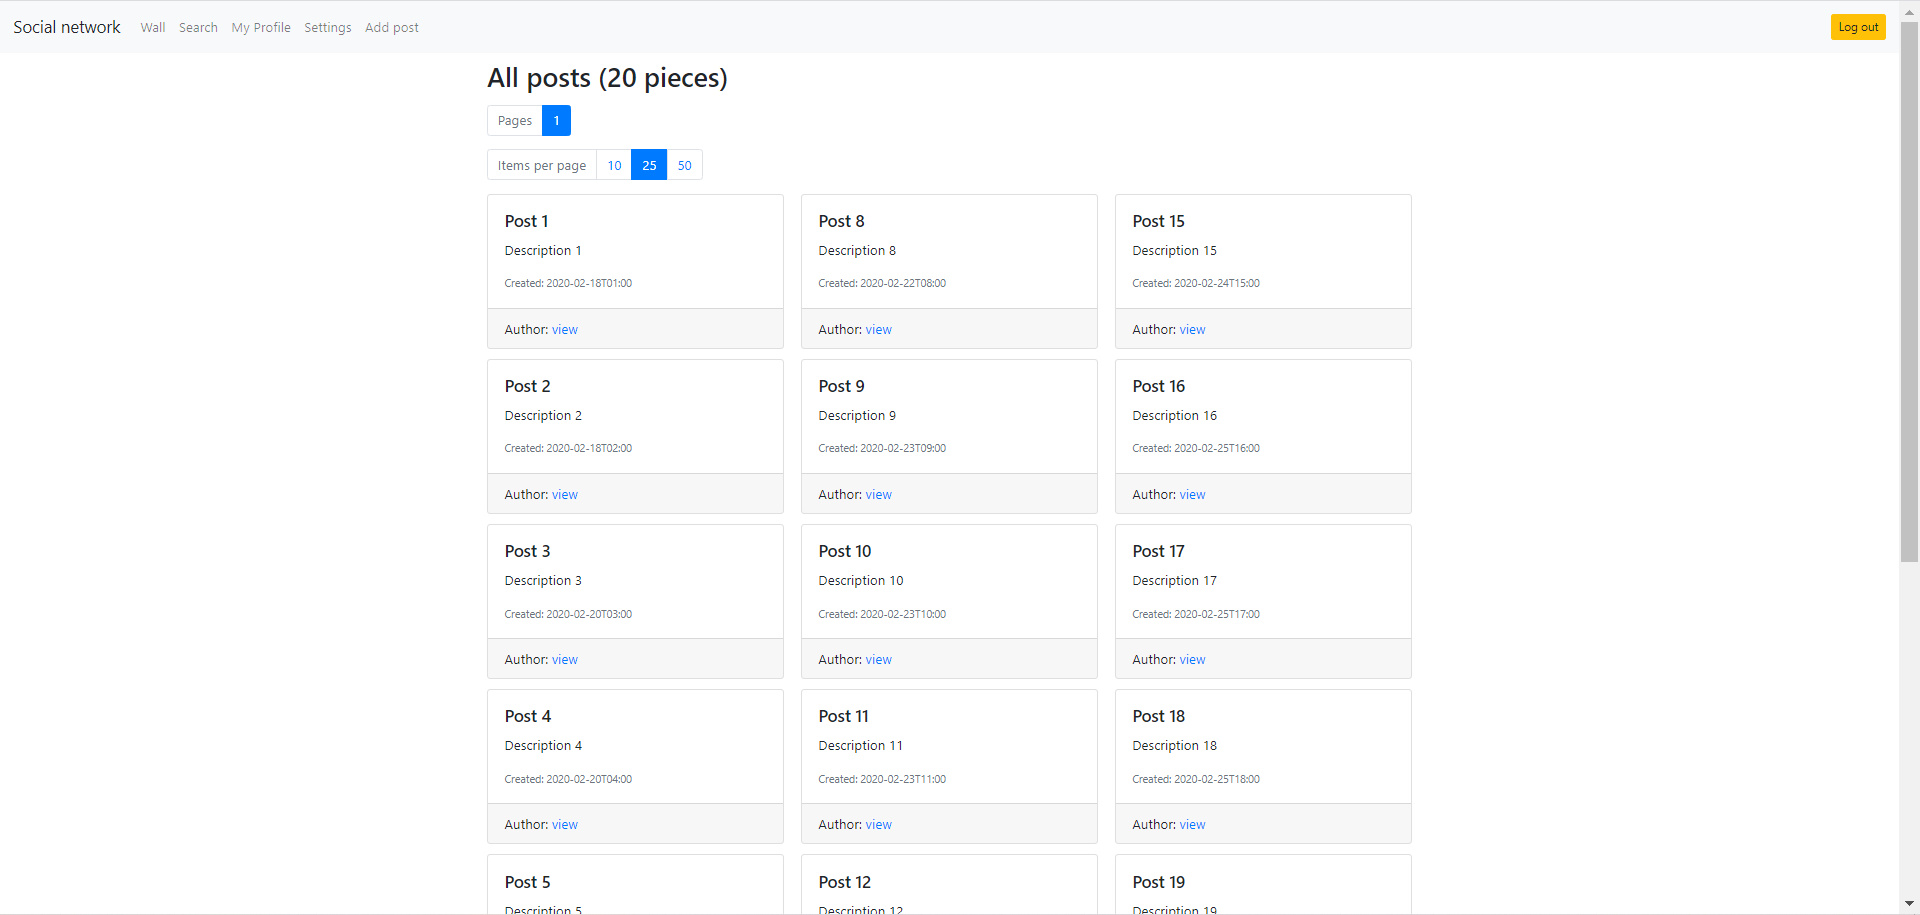 Social network Wall Search My Profile Settings Add post Log out
All posts (20 pieces)
Pages 1
Items per page 10 25 50
Post 1
Description 1
Created: 2020-02-18T01:00
Author: view
Post 2
Description 2
Created: 2020-02-18T02:00
Author: view
Post 3
Description 3
Created: 2020-02-20T03:00
Author: view
Post 4
Description 4
Created: 2020-02-20T04:00
Author: view
Post 5
Description 5
Post 8
Description 8
Created: 2020-02-22T08:00
Author: view
Post 9
Description 9
Created: 2020-02-23T09:00
Author: view
Post 10
Description 10
Created: 2020-02-23T10:00
Author: view
Post 11
Description 11
Created: 2020-02-23T11:00
Author: view
Post 12
Description 12
Post 15
Description 15
Created: 2020-02-24T15:00
Author: view
Post 16
Description 16
Created: 2020-02-25T16:00
Author: view
Post 17
Description 17
Created: 2020-02-25T17:00
Author: view
Post 18
Description 18
Created: 2020-02-25T18:00
Author: view
Post 19
Description 19